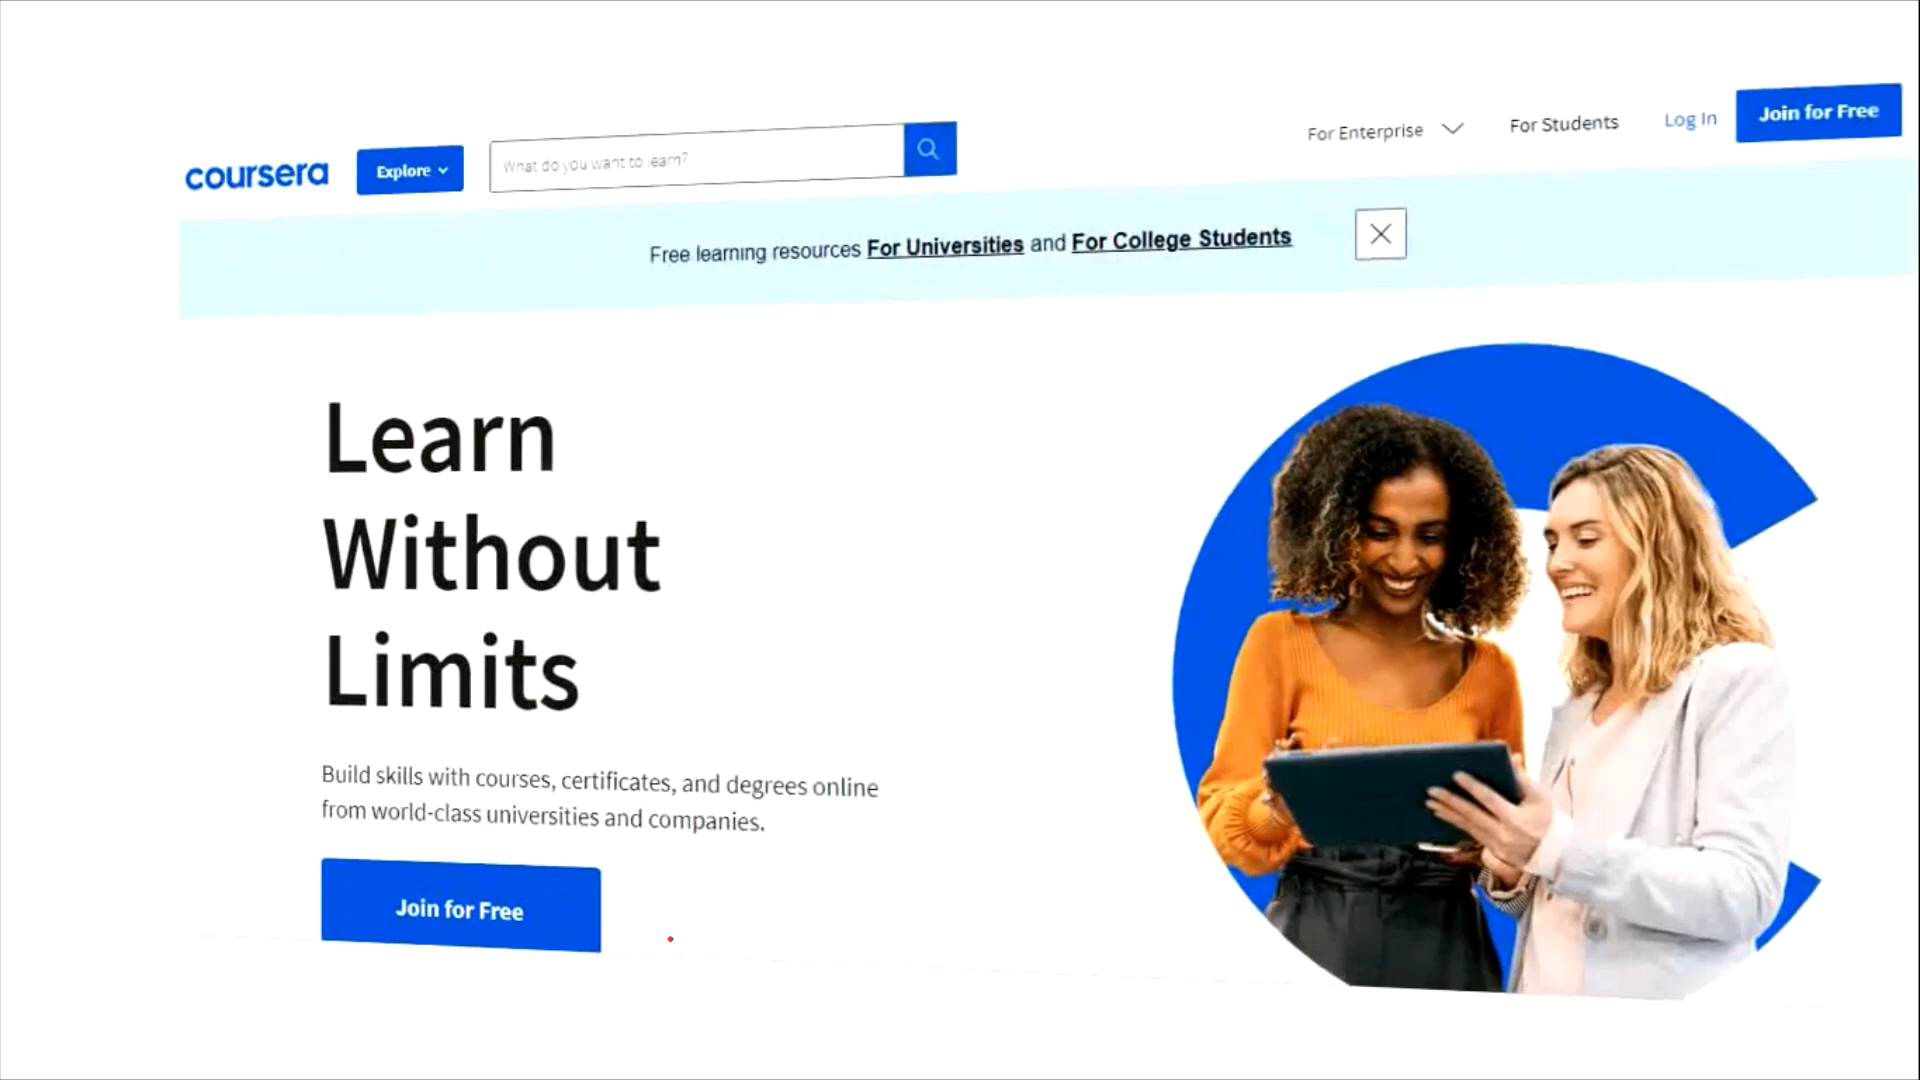 coursera
Explore
What do you want to learn?
For Enterprise
For Students
Log In
Join for Free
Free learning resources For Universities and For College Students
Learn
Without
Limits
Build skills with courses, certificates, and degrees online
from world-class universities and companies.
Join for Free